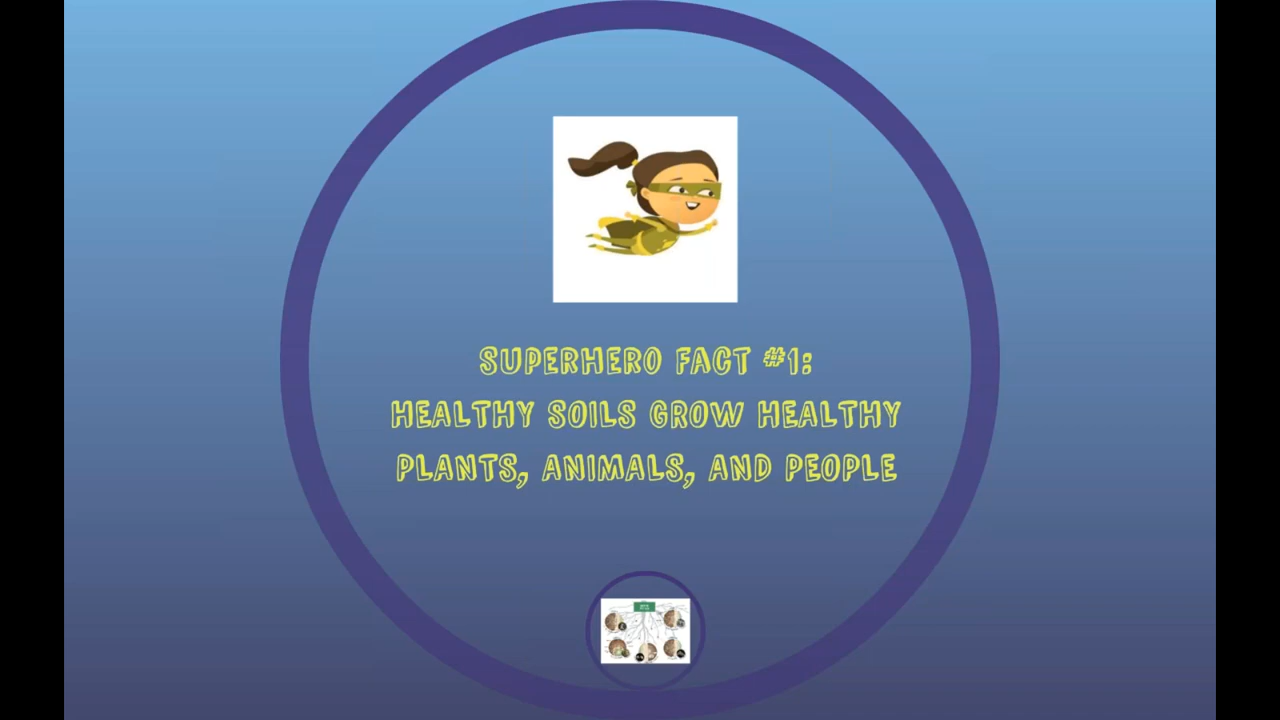 SUPERHERO FACT #1:
HEALTHY SOILS GROW HEALTHY
PLANTS, ANIMALS, AND PEOPLE